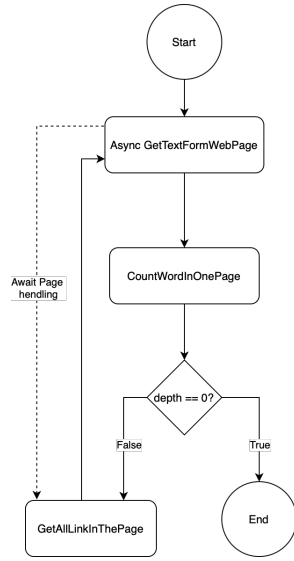 Start
Async GetTextFormWebPage
Await Page
hendling
CountWordInOnePage
depth == 0?
False
True
GetAllLinkInThePage
End